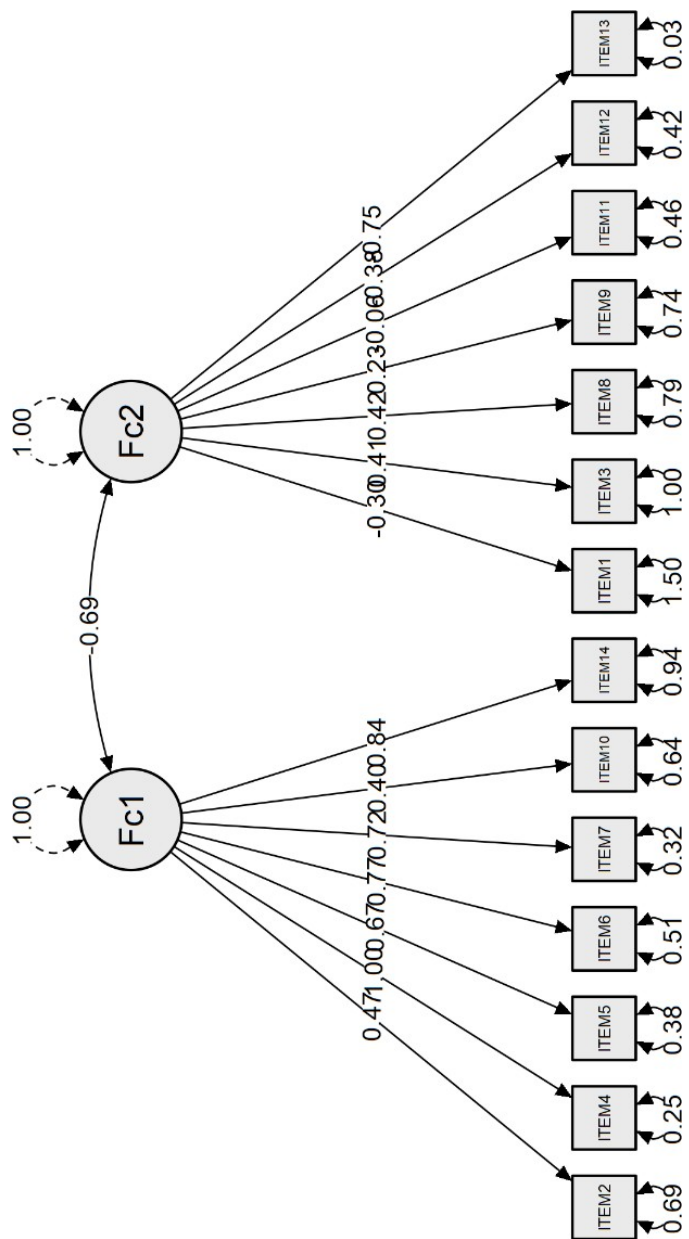 1.00 1.00
-0.69
Fc1 Fc2
0.47 1.00 0.67 0.77 0.72 0.40 0.84 -0.30 0.41 0.42 0.23 -0.06 -0.38 -0.75
ITEM2 ITEM4 ITEM5 ITEM6 ITEM7 ITEM10 ITEM14 ITEM1 ITEM3 ITEM8 ITEM9 ITEM11 ITEM12 ITEM13
0.69 0.25 0.38 0.51 0.32 0.64 0.94 1.50 1.00 0.79 0.74 0.46 0.42 0.03